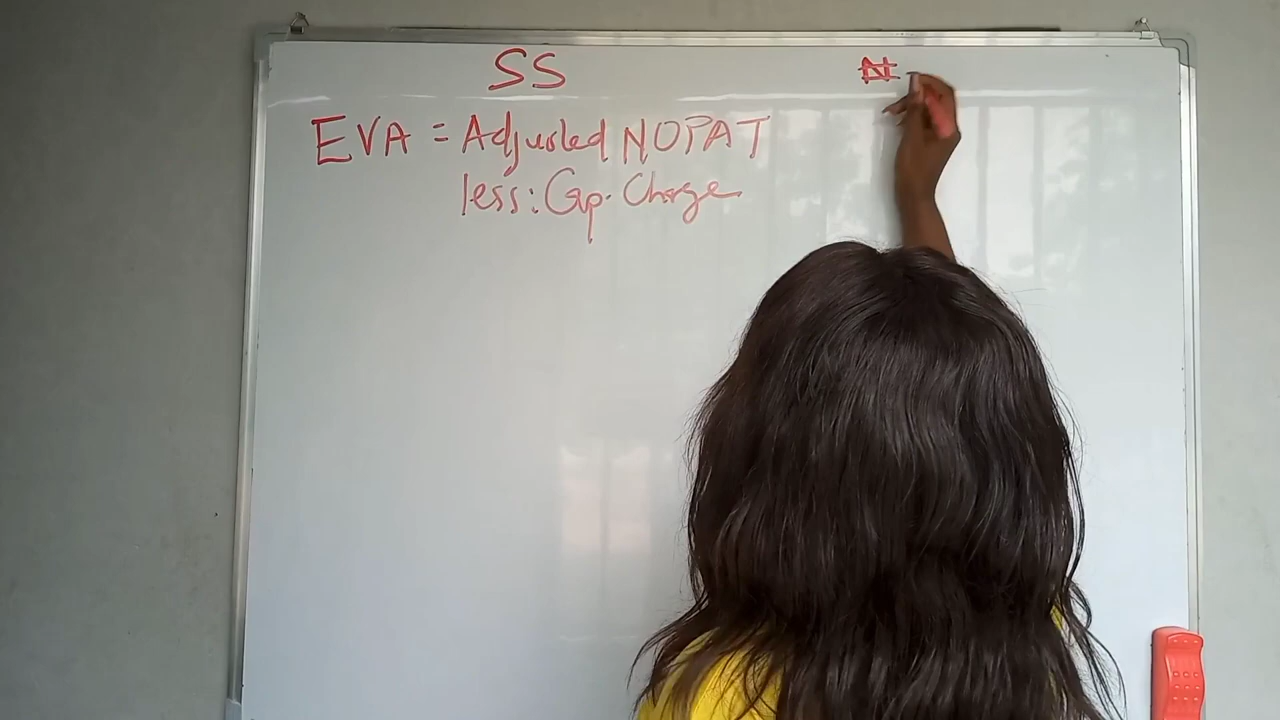 SS ₦
EVA = Adjusted NOPAT
less: Cap. Charge